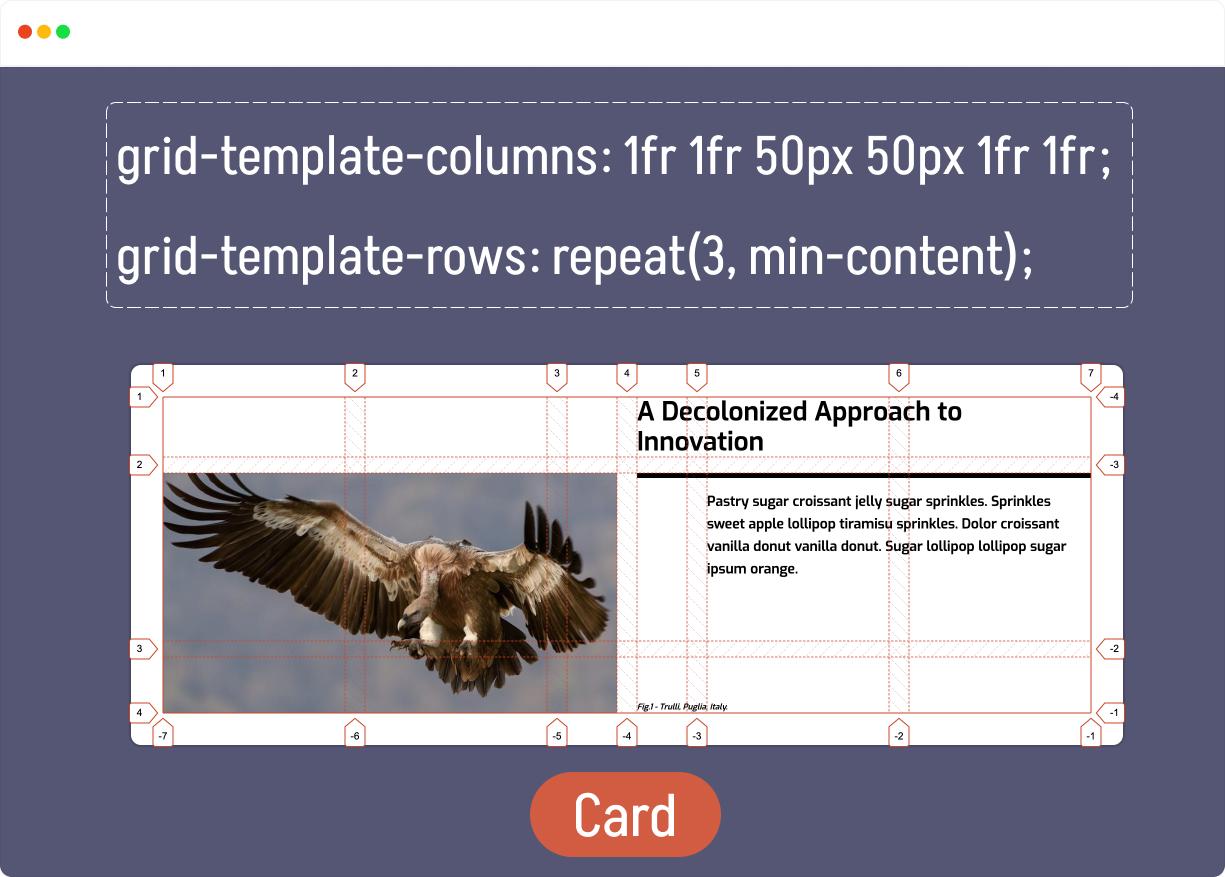 grid-template-columns: 1fr 1fr 50px 50px 1fr 1fr;
grid-template-rows: repeat(3, min-content);
1 2 3 4 5 6 7
1 -4
A Decolonized Approach to
Innovation
2 -3
Pastry sugar croissant jelly sugar sprinkles. Sprinkles
sweet apple lollipop tiramisu sprinkles. Dolor croissant
vanilla donut vanilla donut. Sugar lollipop lollipop sugar
ipsum orange.
3 -2
Fig.1 - Trulli, Puglia, Italy.
4 -1
-7 -6 -5 -4 -3 -2 -1
Card